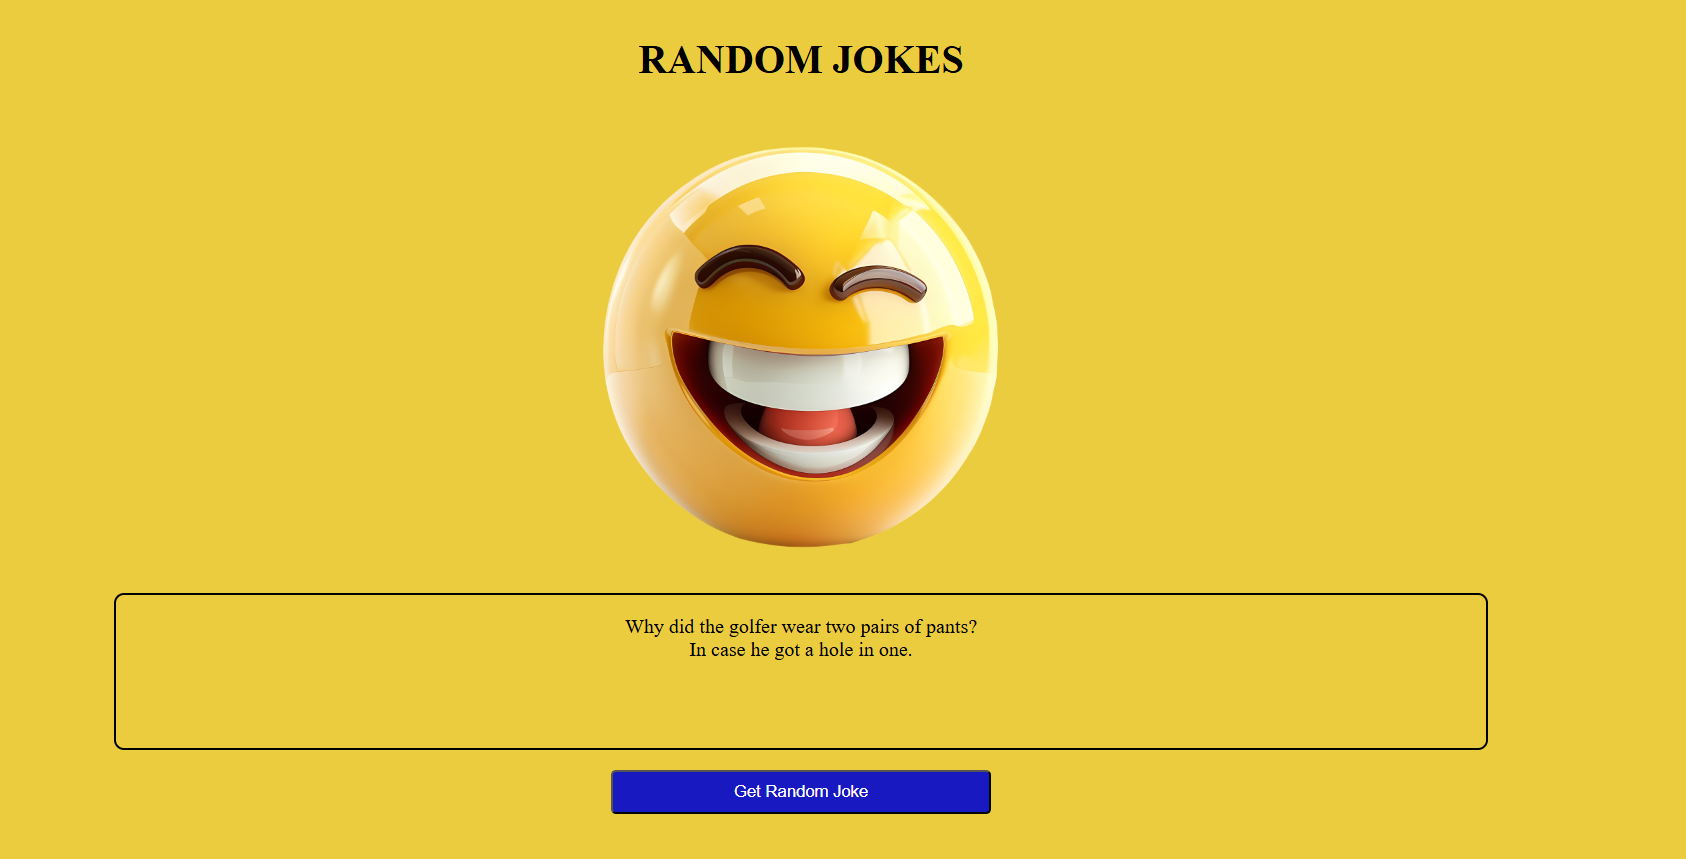 RANDOM JOKES
Why did the golfer wear two pairs of pants?
In case he got a hole in one.
Get Random Joke